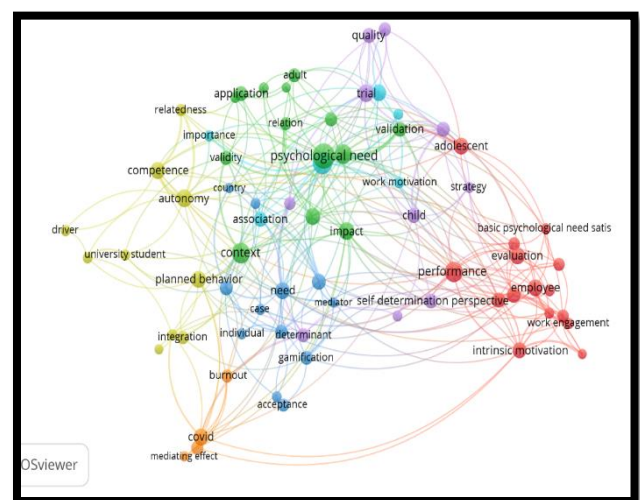 quality
adult
application
trial
relatedness
relation
importance
validation
adolescent
psychological need
validity
competence
country
work motivation
strategy
autonomy
association
child
driver
impact
basic psychological need satis
university student
context
evaluation
planned behavior
performance
need
employee
mediator
self-determination perspective
case
work engagement
integration
individual
determinant
intrinsic motivation
gamification
burnout
acceptance
covid
mediating effect
OSviewer